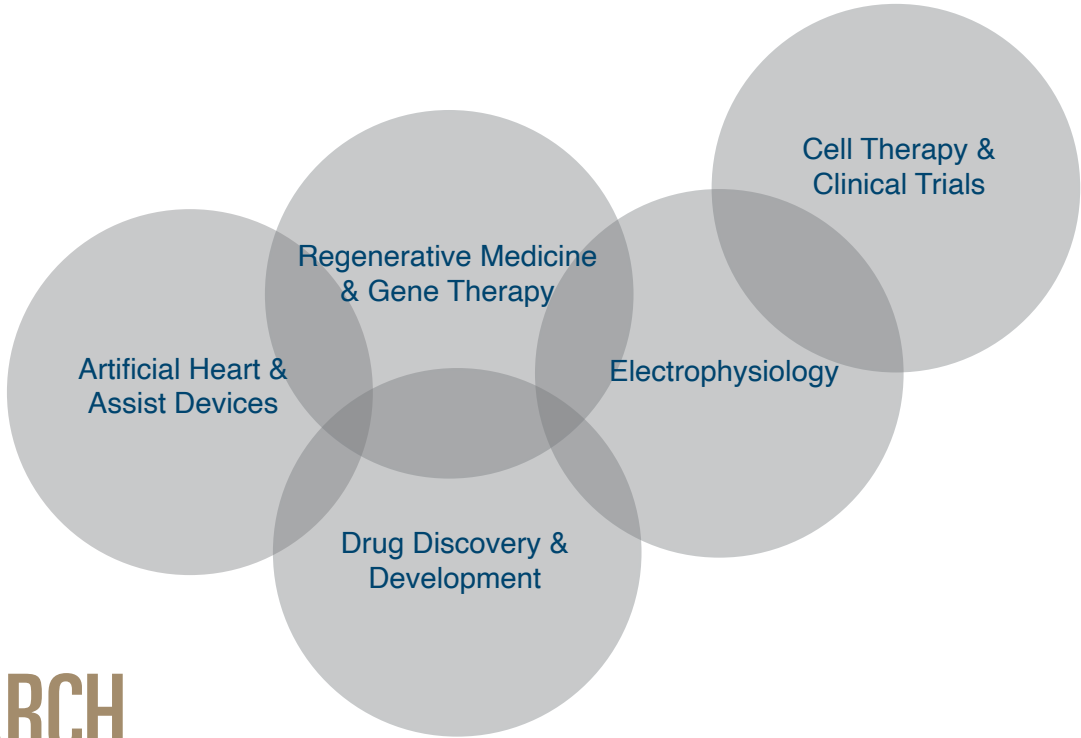 Cell Therapy &
Clinical Trials
Regenerative Medicine
& Gene Therapy
Artificial Heart &
Assist Devices
Electrophysiology
Drug Discovery &
Development
RCH